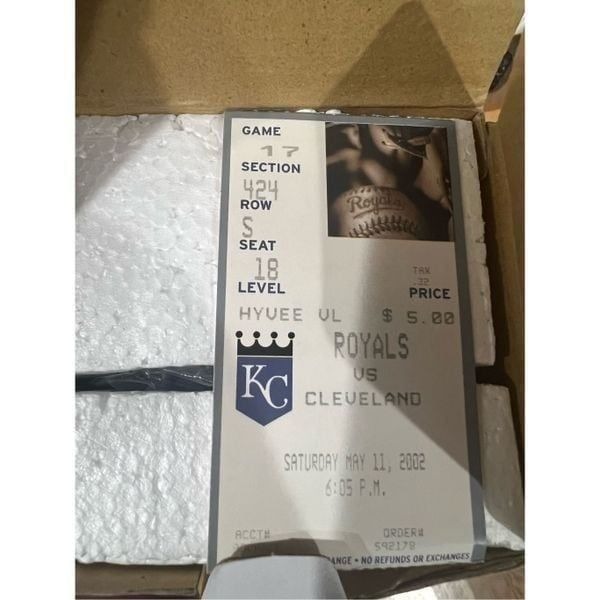 GAME
17
SECTION
424
ROW
S
SEAT
18
LEVEL
HYVEE VL
Royals
TAX
.32
PRICE
$ 5.00
KC
ROYALS
VS
CLEVELAND
SATURDAY MAY 11, 2002
6:05 P.M.
ACCT#
ORDER#
592178
ANGE • NO REFUNDS OR EXCHANGES